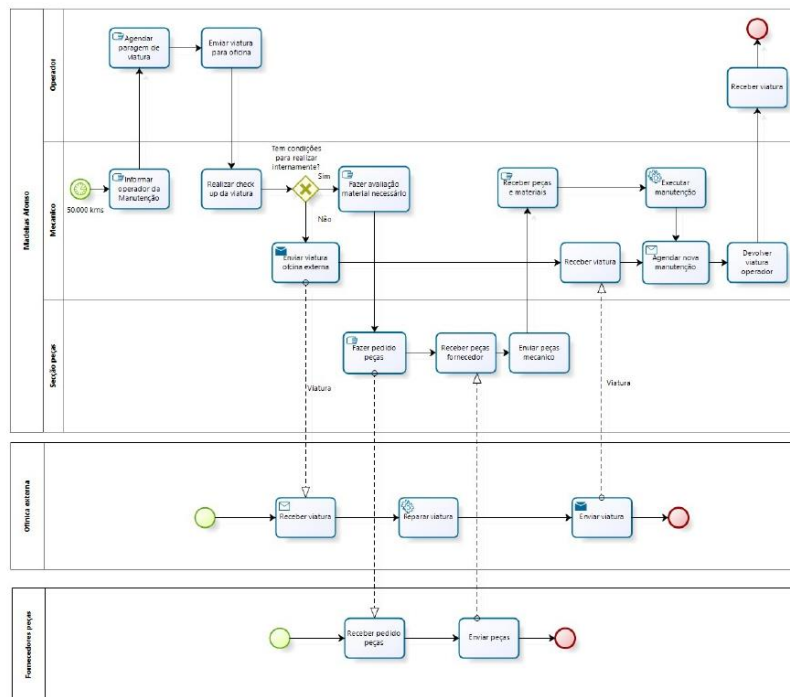 Madeiras Afonso
Operador
Agendar
paragem de
viatura
Enviar viatura
para oficina
Receber viatura
Mecanico
50.000 kms
Informar
operador da
Manutenção
Realizar check
up da viatura
Tem condições
para realizar
internamente?
Sim
Não
Fazer avaliação
material necessário
Enviar viatura
oficina externa
Receber peças
e materiais
Executar
manutenção
Receber viatura
Agendar nova
manutenção
Devolver
viatura
operador
Secção peças
Fazer pedido
peças
Receber peças
fornecedor
Enviar peças
mecanico
Viatura
Viatura
Oficina externa
Receber viatura
Reparar viatura
Enviar viatura
Fornecedores peças
Receber pedido
peças
Enviar peças